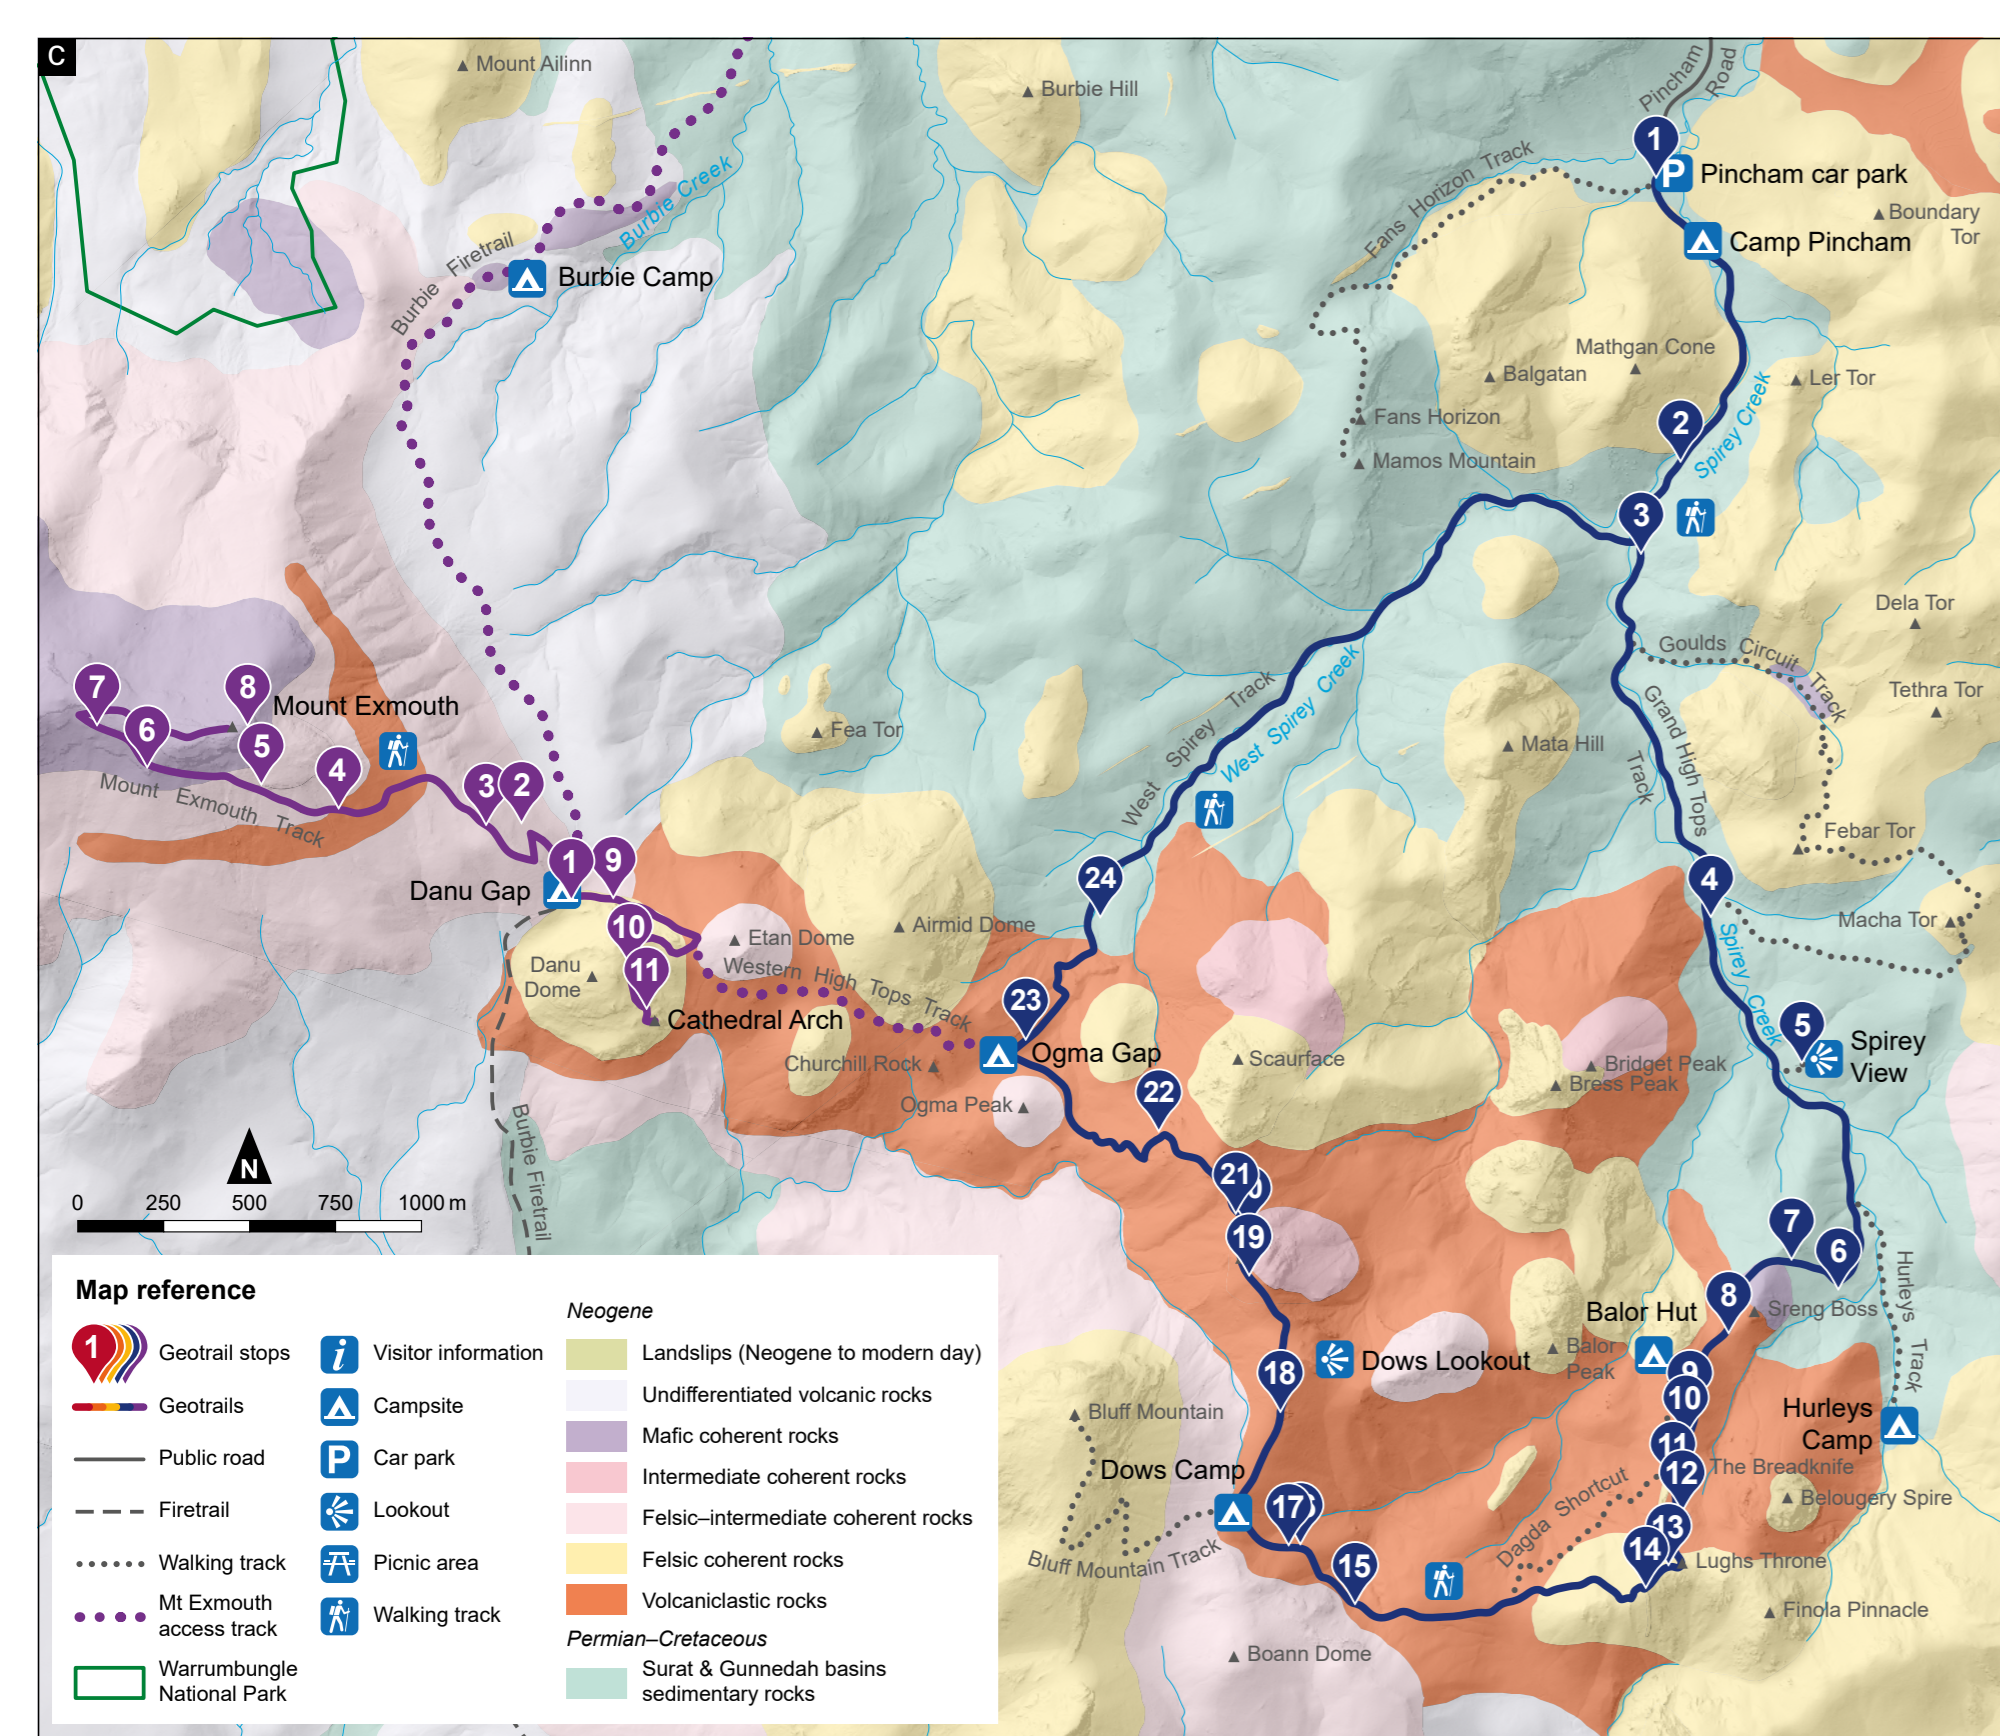 C
Mount Ailinn
Burbie Hill
Pincham
Road
1
P
Pincham car park
Fans Horizon Track
Boundary
Tor
Camp Pincham
Burbie Creek
Burbie Firetrail
Burbie Camp
Mathgan Cone
Balgatan
Ler Tor
Fans Horizon
2
Spirey Creek
Mamos Mountain
3
Dela Tor
Goulds Circuit Track
Tethra Tor
7
8
Mount Exmouth
6
5
4
3
2
Mount Exmouth Track
Fea Tor
West Spirey Track
West Spirey Creek
Mata Hill
Grand High Tops
Track
Febar Tor
1
9
Danu Gap
24
4
10
Airmid Dome
Macha Tor
Etan Dome
11
Danu
Dome
Western High Tops Track
Spirey Creek
Cathedral Arch
23
5
Spirey
View
Ogma Gap
Scaurface
Churchill Rock
Bridget Peak
Bress Peak
Ogma Peak
22
Burbie Firetrail
N
21
0
0 250 500 750 1000 m
19
7
6
Hurleys Track
8
Balor Hut
Sreng Boss
18
Dows Lookout
Balor
Peak
9
10
Bluff Mountain
Hurleys
Camp
11
Dows Camp
12
The Breadknife
Belougery Spire
17
Dagda Shortcut
13
14
Lughs Throne
Bluff Mountain Track
15
Finola Pinnacle
Boann Dome
Map reference
1
Geotrail stops
Geotrails
Public road
Firetrail
Walking track
Mt Exmouth
access track
Warrumbungle
National Park
i
Visitor information
Campsite
P
Car park
Lookout
Picnic area
Walking track
Neogene
Landslips (Neogene to modern day)
Undifferentiated volcanic rocks
Mafic coherent rocks
Intermediate coherent rocks
Felsic–intermediate coherent rocks
Felsic coherent rocks
Volcaniclastic rocks
Permian–Cretaceous
Surat & Gunnedah basins
sedimentary rocks